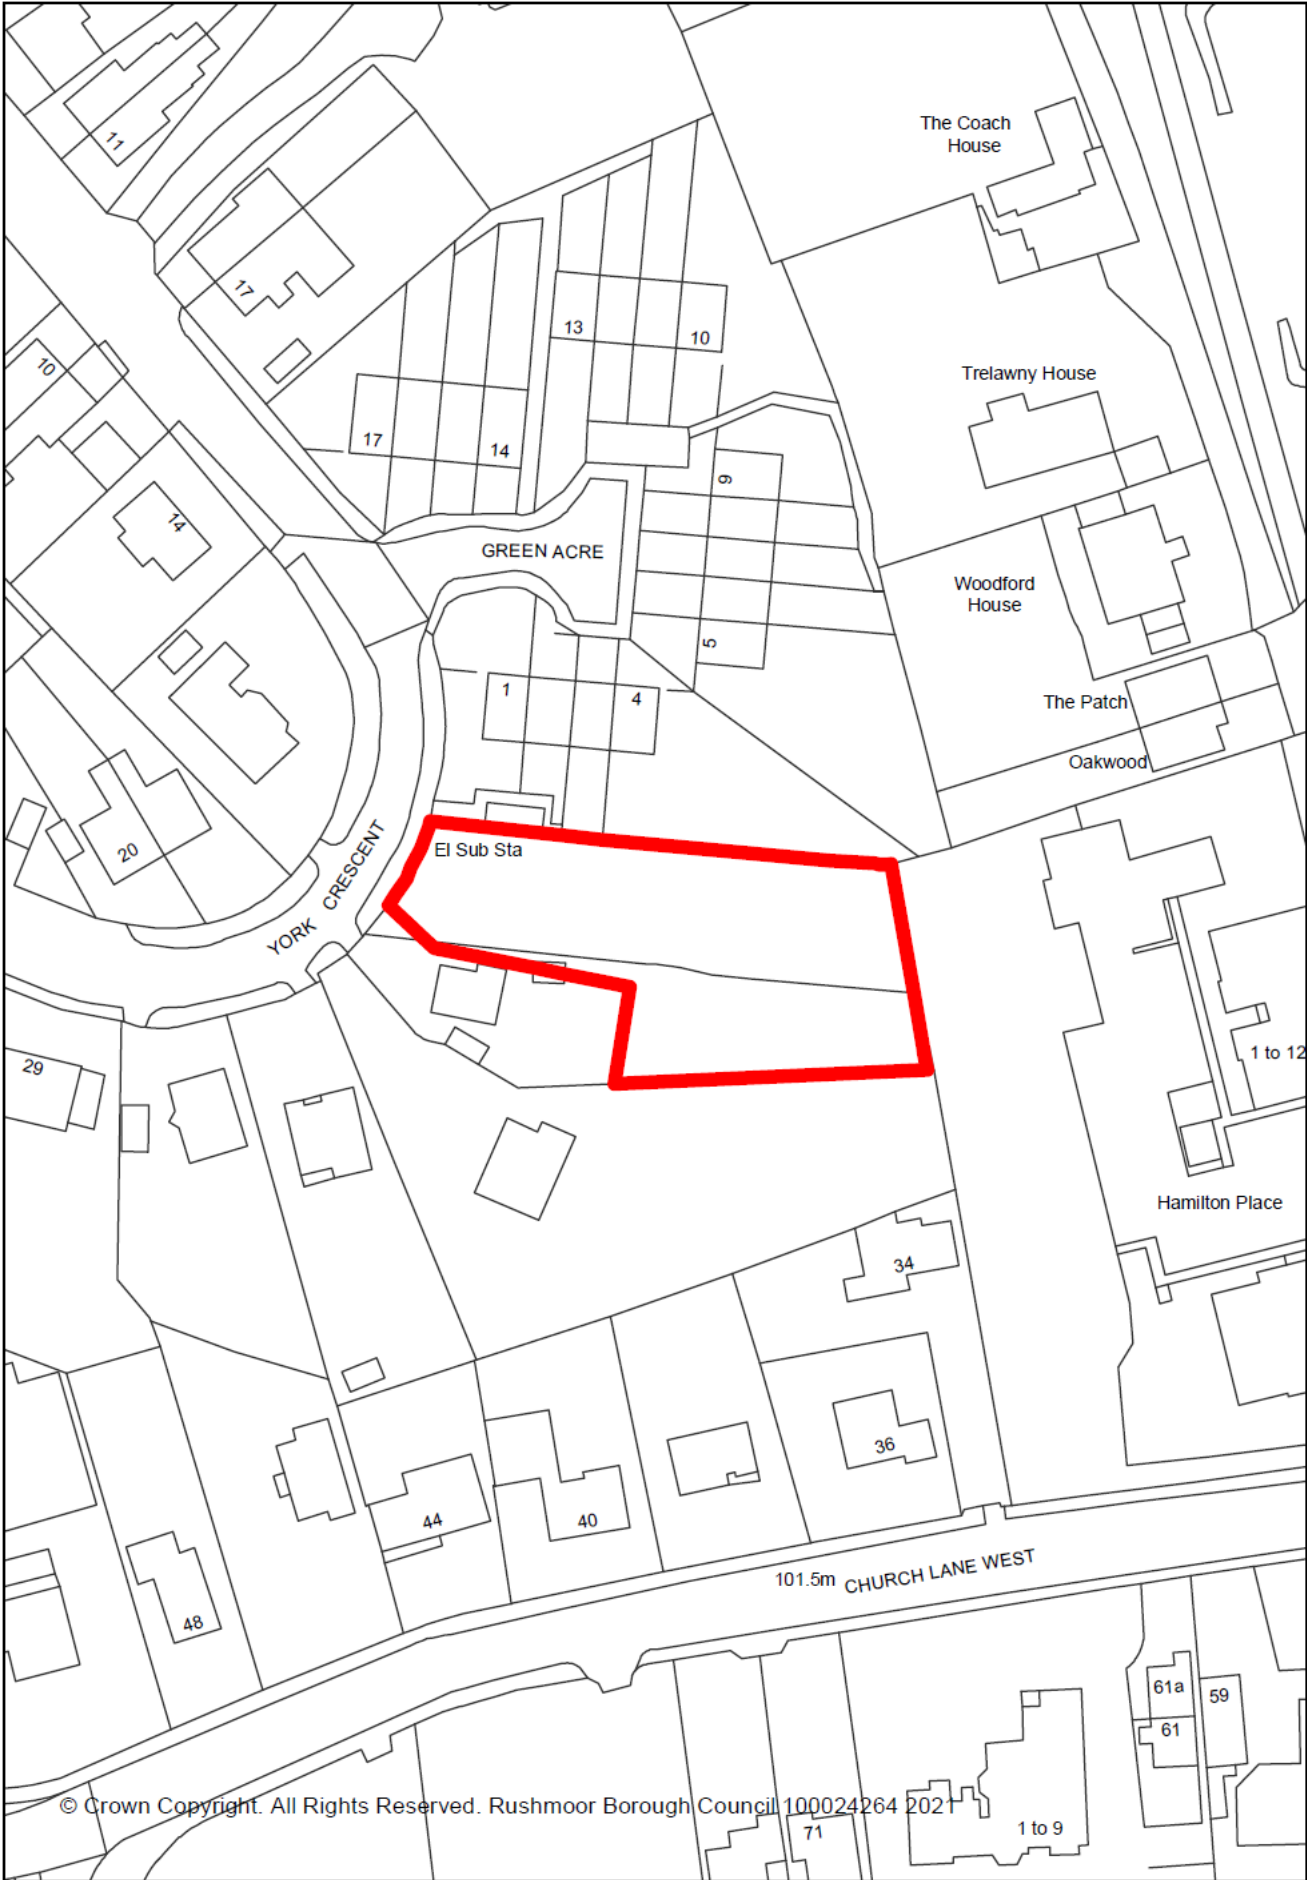 The Coach
House
11
17
13
10
10
Trelawny House
17
14
9
14
GREEN ACRE
Woodford
House
5
1
4
The Patch
Oakwood
20
El Sub Sta
YORK CRESCENT
29
1 to 12
Hamilton Place
34
36
44
40
101.5m
CHURCH LANE WEST
48
61a
59
61
© Crown Copyright. All Rights Reserved. Rushmoor Borough Council 100024264 2021
71
1 to 9